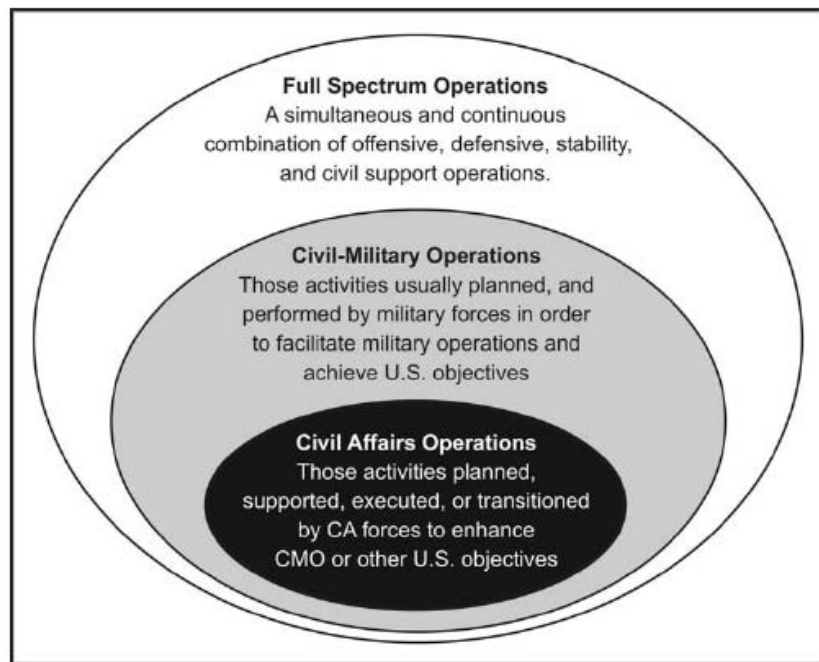 Full Spectrum Operations
A simultaneous and continuous
combination of offensive, defensive, stability,
and civil support operations.
Civil-Military Operations
Those activities usually planned, and
performed by military forces in order
to facilitate military operations and
achieve U.S. objectives
Civil Affairs Operations
Those activities planned,
supported, executed, or transitioned
by CA forces to enhance
CMO or other U.S. objectives